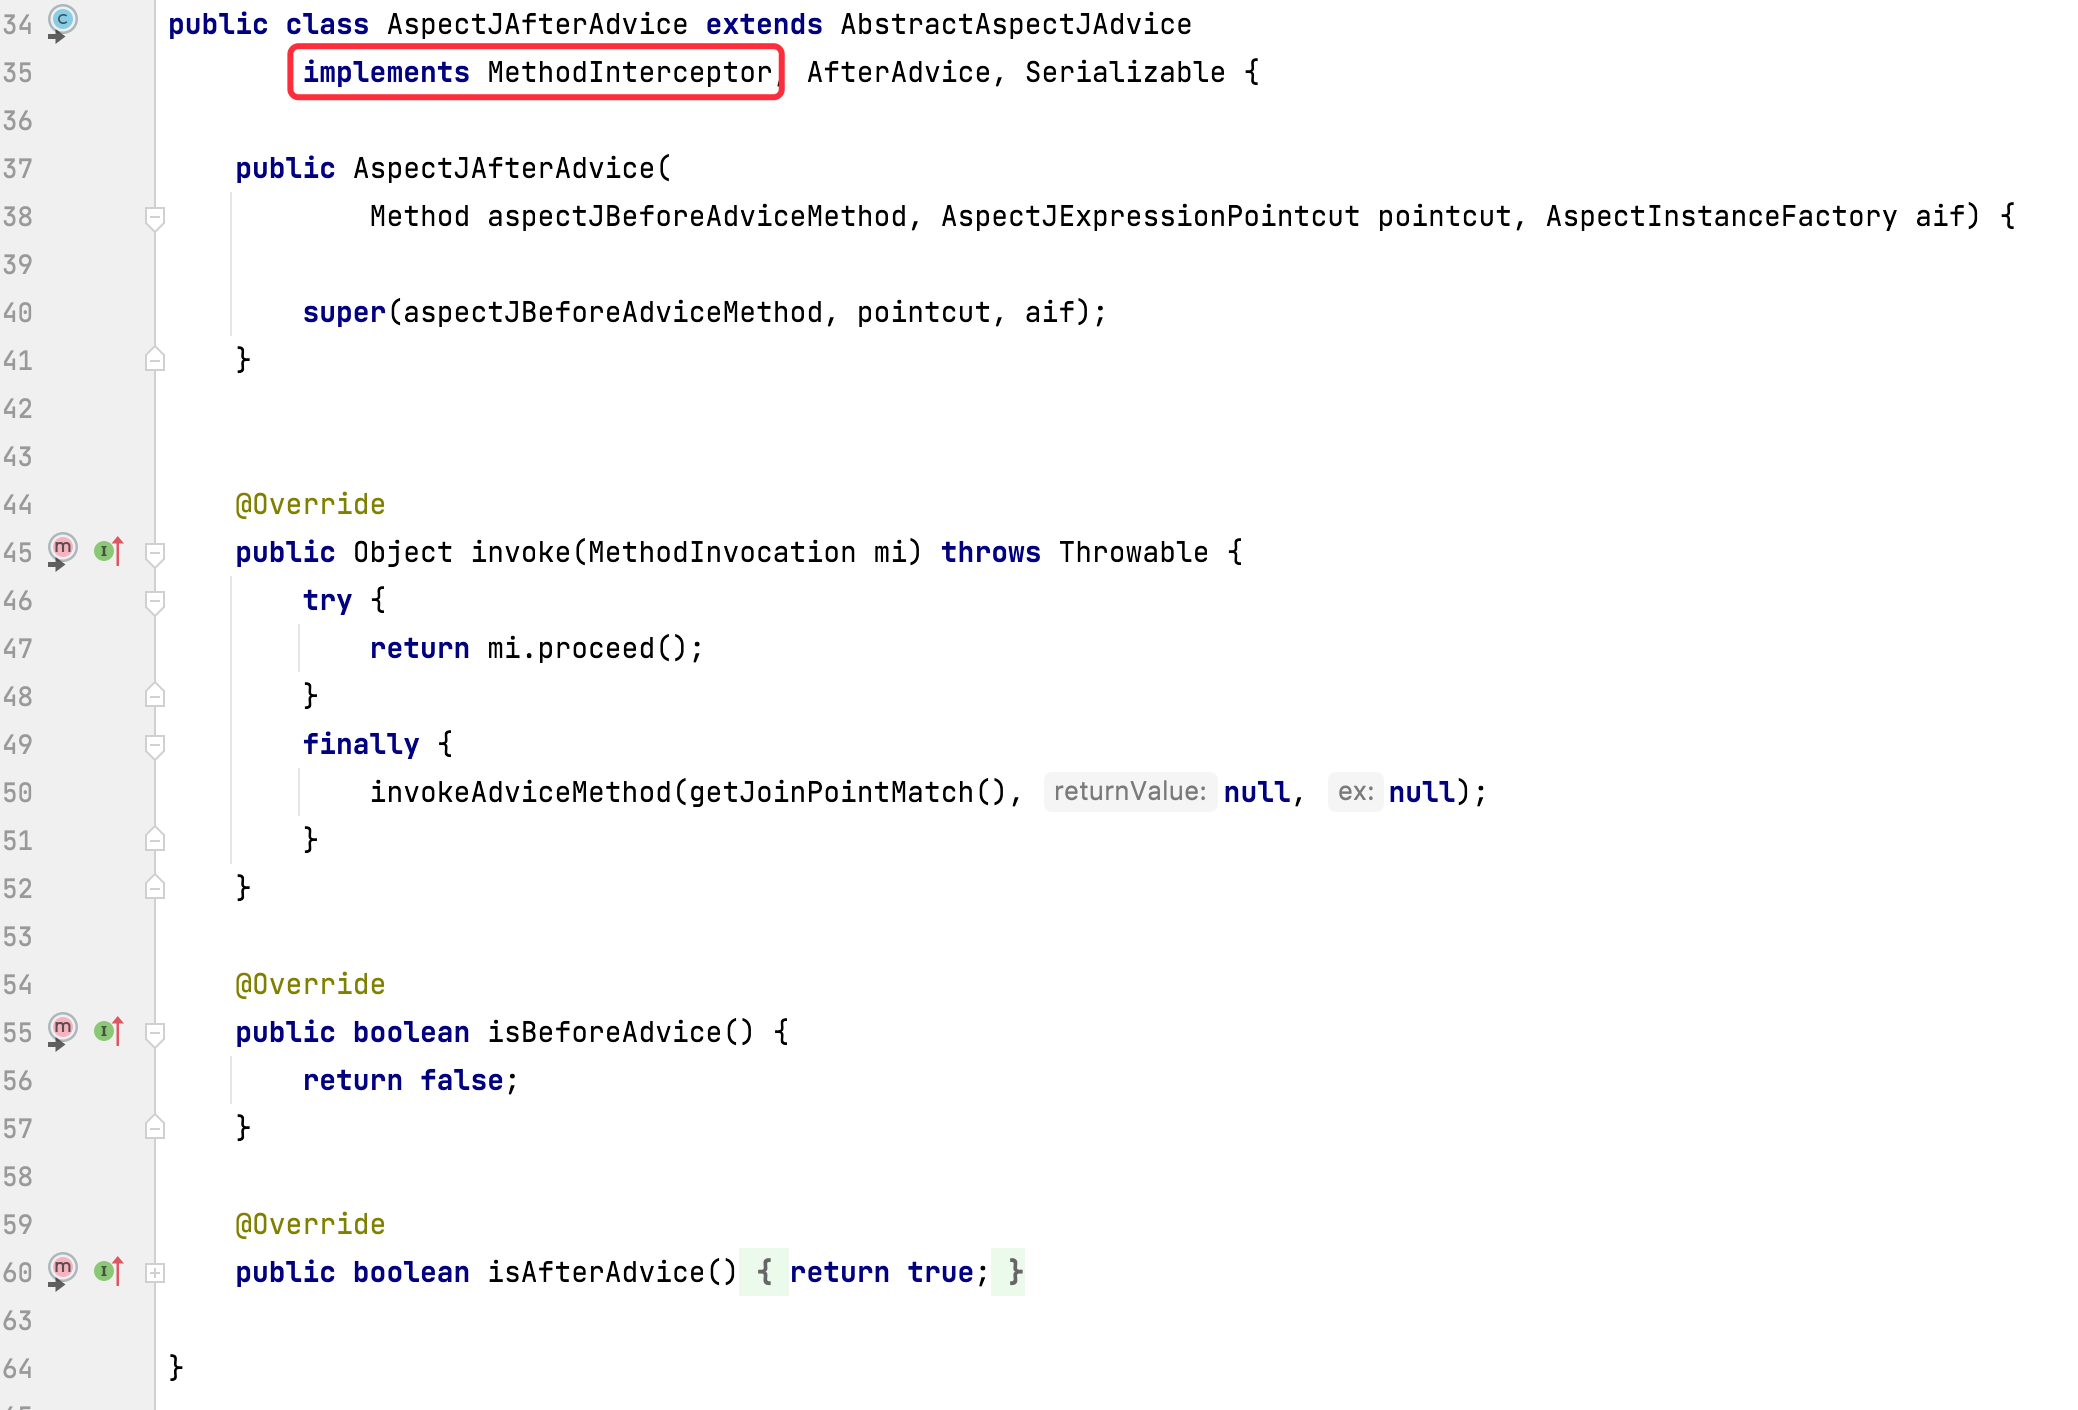 34 public class AspectJAfterAdvice extends AbstractAspectJAdvice
35 implements MethodInterceptor, AfterAdvice, Serializable {
36
37 public AspectJAfterAdvice(
38 Method aspectJBeforeAdviceMethod, AspectJExpressionPointcut pointcut, AspectInstanceFactory aif) {
39
40 super(aspectJBeforeAdviceMethod, pointcut, aif);
41 }
42
43
44 @Override
45 public Object invoke(MethodInvocation mi) throws Throwable {
46 try {
47 return mi.proceed();
48 }
49 finally {
50 invokeAdviceMethod(getJoinPointMatch(), returnValue: null, ex: null);
51 }
52 }
53
54 @Override
55 public boolean isBeforeAdvice() {
56 return false;
57 }
58
59 @Override
60 public boolean isAfterAdvice() { return true; }
63
64 }